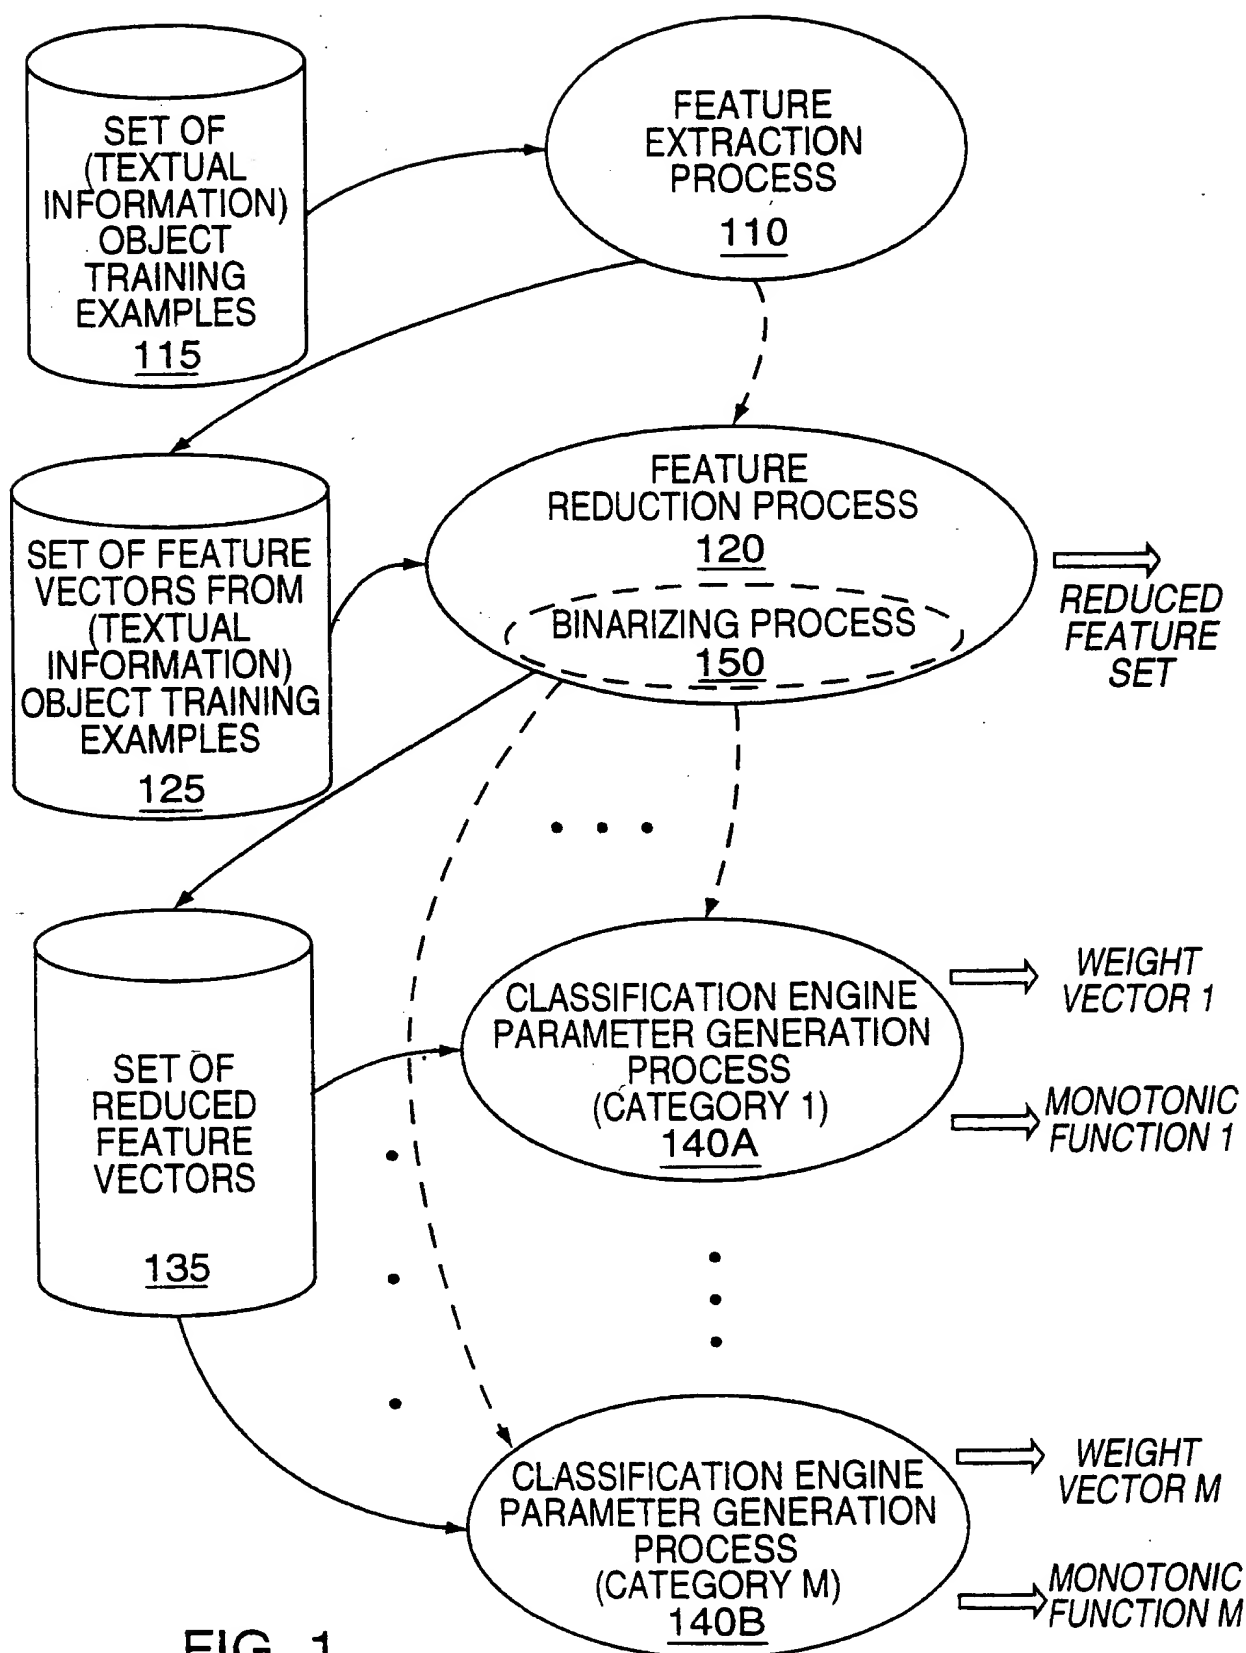 SET OF
(TEXTUAL
INFORMATION)
OBJECT
TRAINING
EXAMPLES
115
FEATURE
EXTRACTION
PROCESS
110
SET OF FEATURE
VECTORS FROM
(TEXTUAL
INFORMATION)
OBJECT TRAINING
EXAMPLES
125
FEATURE
REDUCTION PROCESS
120
BINARIZING PROCESS
150
REDUCED
FEATURE
SET
SET OF
REDUCED
FEATURE
VECTORS
135
CLASSIFICATION ENGINE
PARAMETER GENERATION
PROCESS
(CATEGORY 1)
140A
WEIGHT
VECTOR 1
MONOTONIC
FUNCTION 1
CLASSIFICATION ENGINE
PARAMETER GENERATION
PROCESS
(CATEGORY M)
140B
WEIGHT
VECTOR M
MONOTONIC
FUNCTION M
FIG. 1